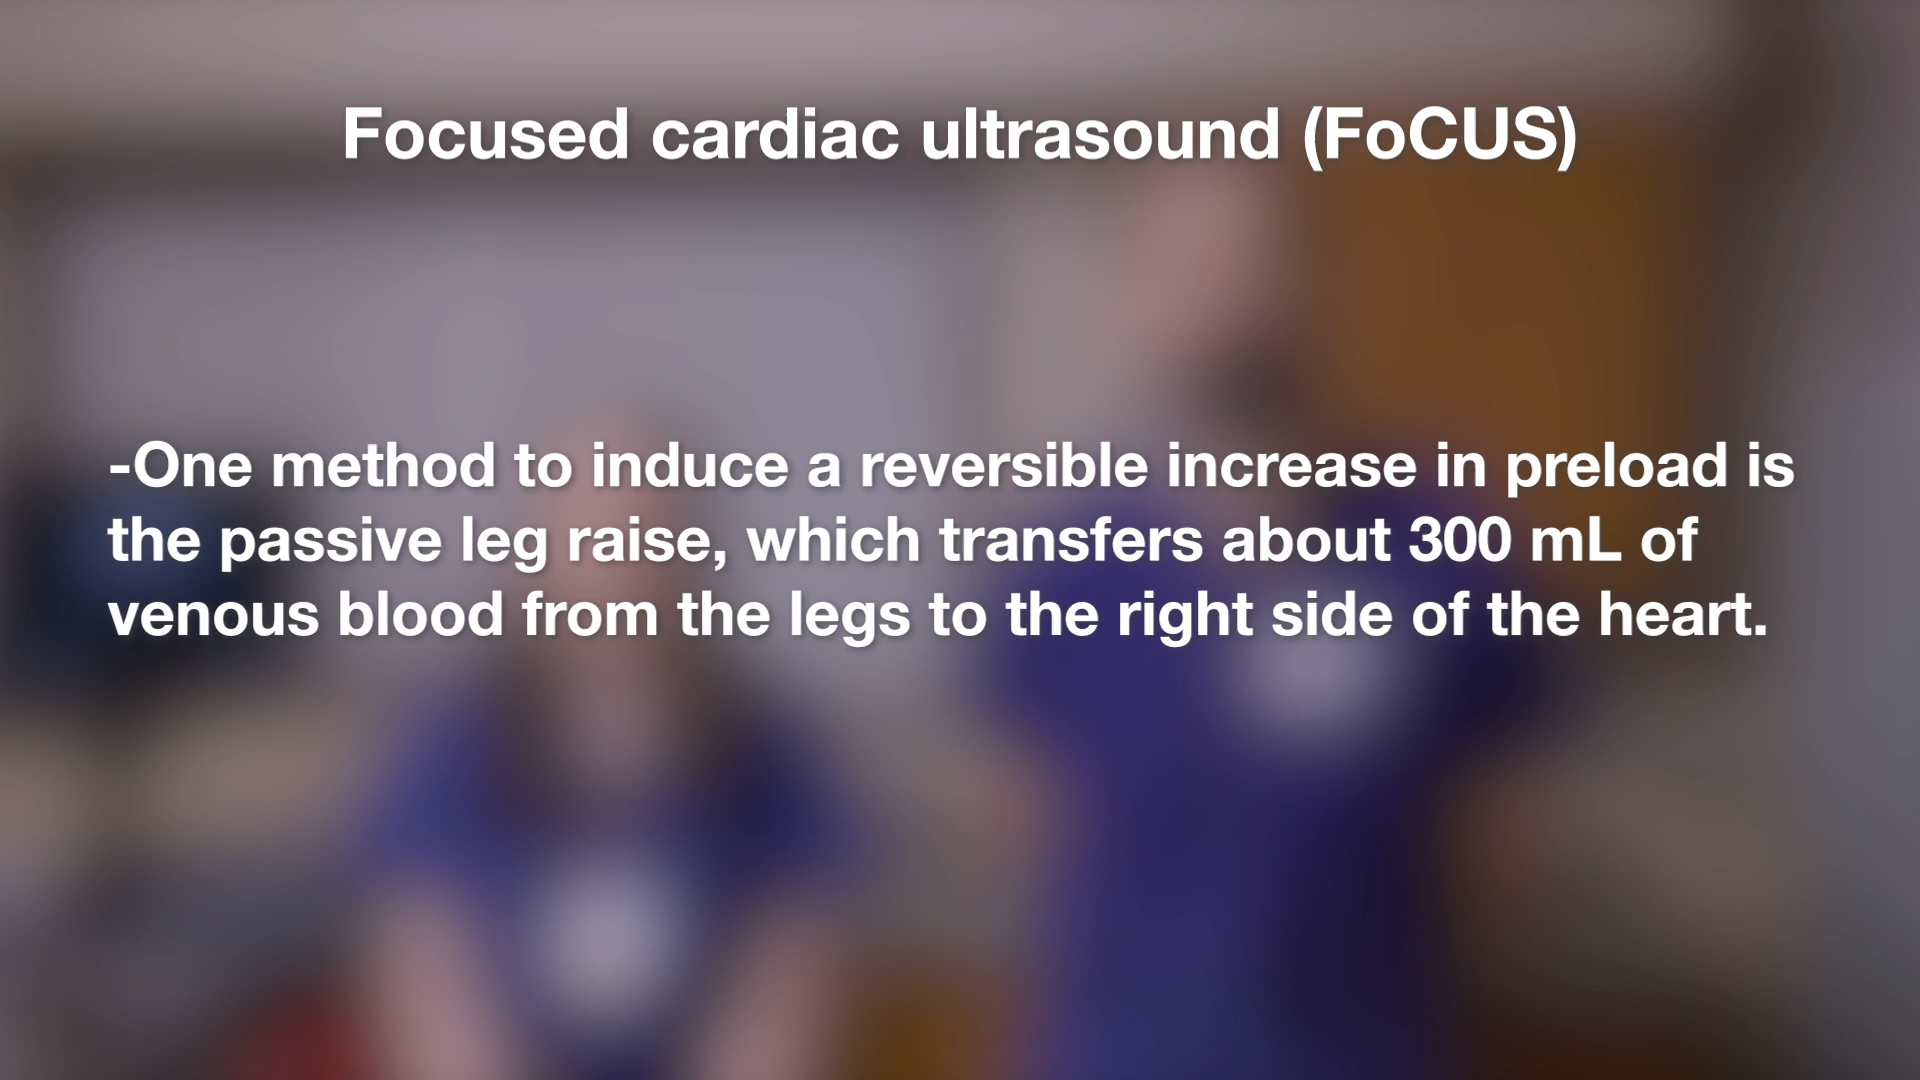 Focused cardiac ultrasound (FoCUS)
-One method to induce a reversible increase in preload is
the passive leg raise, which transfers about 300 mL of
venous blood from the legs to the right side of the heart.